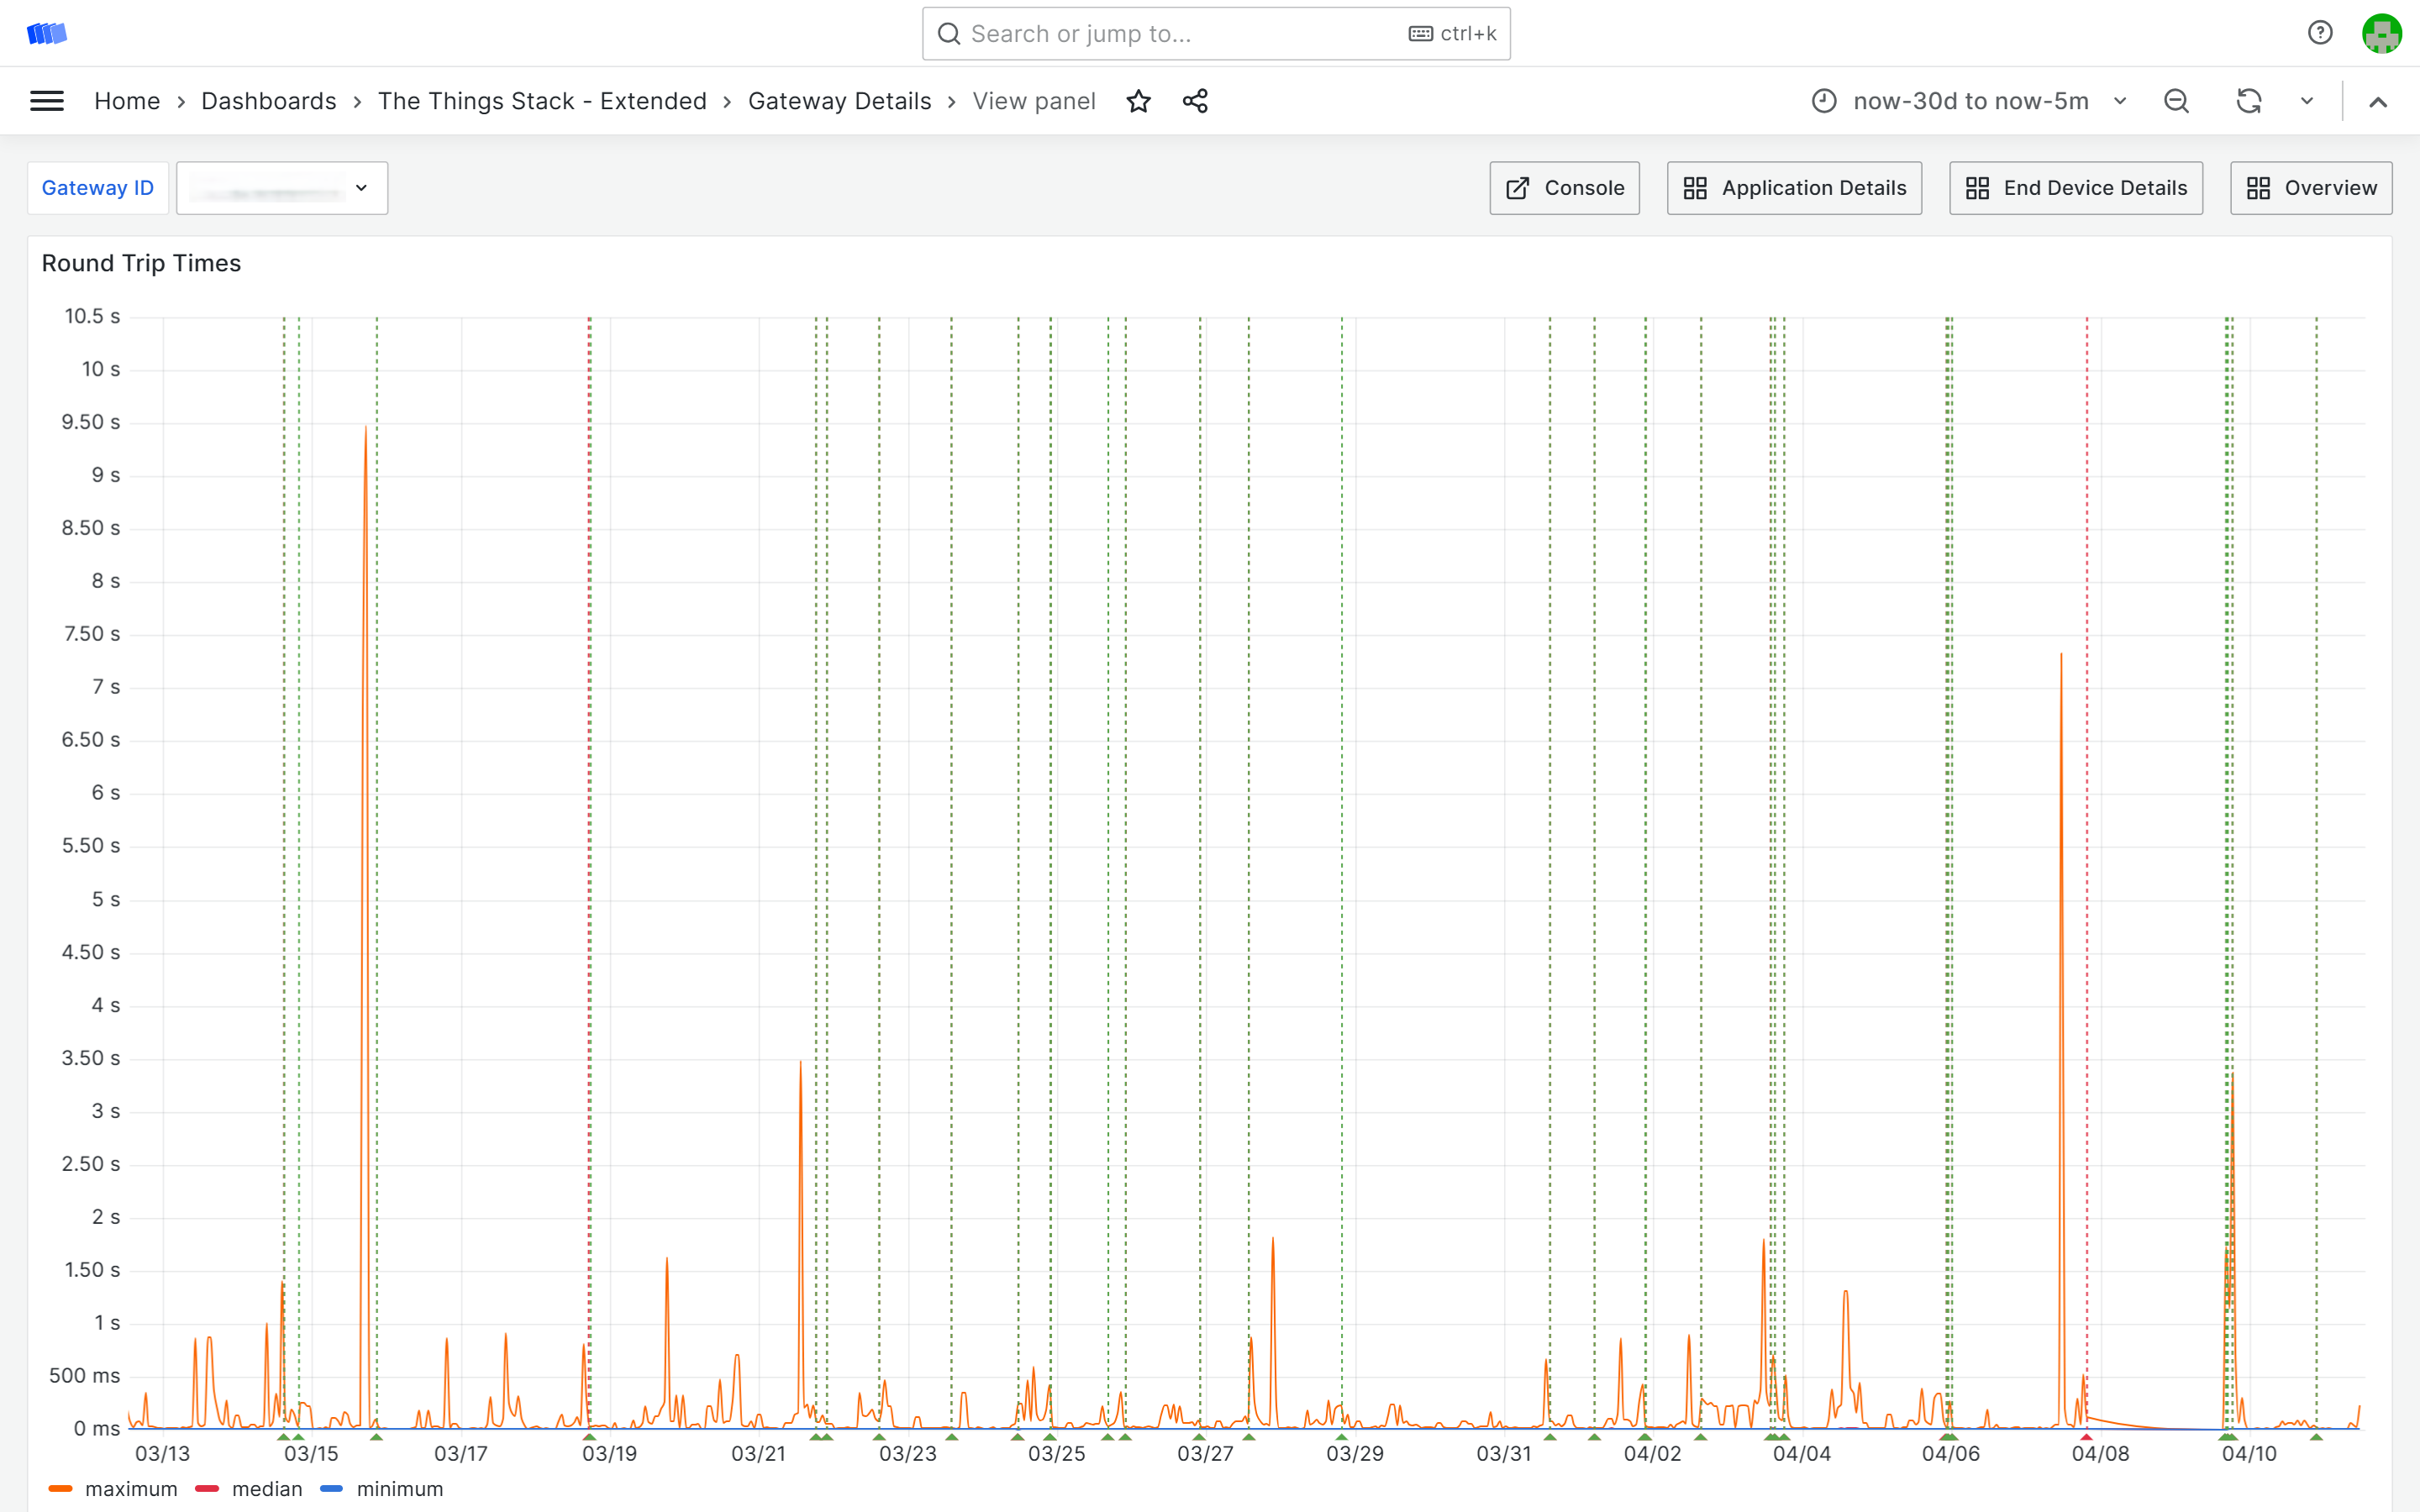 Search or jump to... ctrl+k
Home › Dashboards › The Things Stack - Extended › Gateway Details › View panel
now-30d to now-5m
Gateway ID
Console
Application Details
End Device Details
Overview
Round Trip Times
10.5 s
10 s
9.50 s
9 s
8.50 s
8 s
7.50 s
7 s
6.50 s
6 s
5.50 s
5 s
4.50 s
4 s
3.50 s
3 s
2.50 s
2 s
1.50 s
1 s
500 ms
0 ms
03/13 03/15 03/17 03/19 03/21 03/23 03/25 03/27 03/29 03/31 04/02 04/04 04/06 04/08 04/10
maximum median minimum